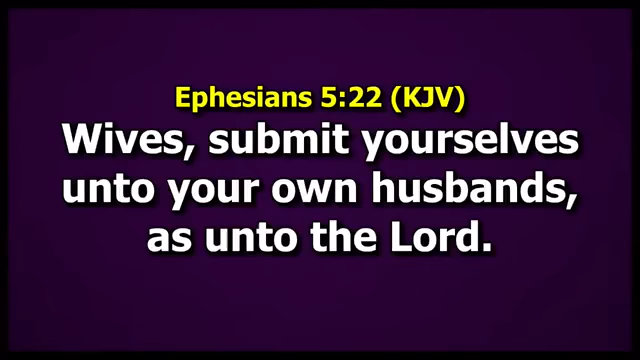 Ephesians 5:22 (KJV)
Wives, submit yourselves
unto your own husbands,
as unto the Lord.